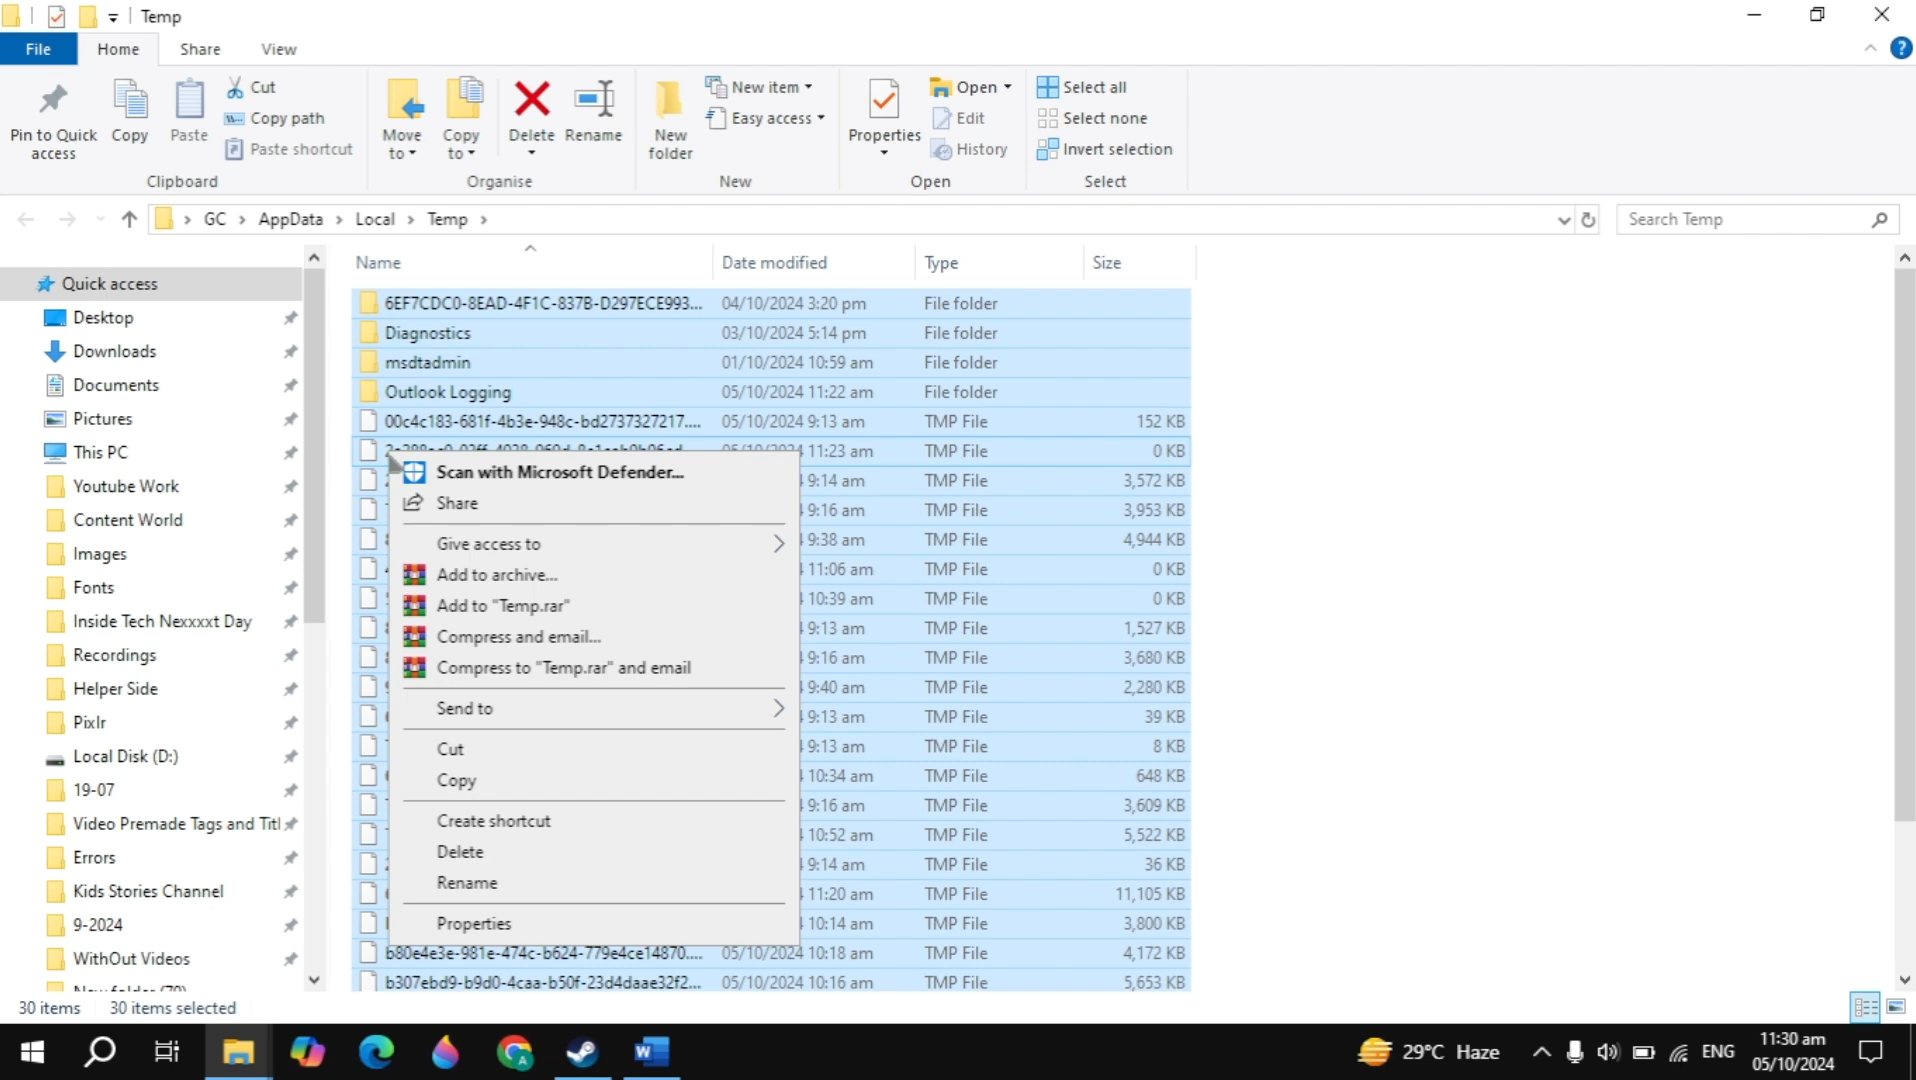 Temp
File Home Share View
Pin to Quick access
Copy
Paste
Cut
Copy path
Paste shortcut
Clipboard
Move to
Copy to
Delete
Rename
Organise
New folder
New item
Easy access
New
Properties
Open
Edit
History
Open
Select all
Select none
Invert selection
Select
GC > AppData > Local > Temp >
Search Temp
Quick access
Desktop
Downloads
Documents
Pictures
This PC
Youtube Work
Content World
Images
Fonts
Inside Tech Nexxxxt Day
Recordings
Helper Side
Pixlr
Local Disk (D:)
19-07
Video Premade Tags and Titl
Errors
Kids Stories Channel
9-2024
WithOut Videos
New folder (79)
Name Date modified Type Size
6EF7CDC0-8EAD-4F1C-837B-D297ECE993... 04/10/2024 3:20 pm File folder
Diagnostics 03/10/2024 5:14 pm File folder
msdtadmin 01/10/2024 10:59 am File folder
Outlook Logging 05/10/2024 11:22 am File folder
00c4c183-681f-4b3e-948c-bd2737327217.... 05/10/2024 9:13 am TMP File 152 KB
05/10/2024 11:23 am TMP File 0 KB
9:14 am TMP File 3,572 KB
9:16 am TMP File 3,953 KB
9:38 am TMP File 4,944 KB
11:06 am TMP File 0 KB
10:39 am TMP File 0 KB
9:13 am TMP File 1,527 KB
9:16 am TMP File 3,680 KB
9:40 am TMP File 2,280 KB
9:13 am TMP File 39 KB
9:13 am TMP File 8 KB
10:34 am TMP File 648 KB
9:16 am TMP File 3,609 KB
10:52 am TMP File 5,522 KB
9:14 am TMP File 36 KB
11:20 am TMP File 11,105 KB
10:14 am TMP File 3,800 KB
b80e4e3e-981e-474c-b624-779e4ce14870.... 05/10/2024 10:18 am TMP File 4,172 KB
b307ebd9-b9d0-4caa-b50f-23d4daae32f2... 05/10/2024 10:16 am TMP File 5,653 KB
Scan with Microsoft Defender...
Share
Give access to
Add to archive...
Add to "Temp.rar"
Compress and email...
Compress to "Temp.rar" and email
Send to
Cut
Copy
Create shortcut
Delete
Rename
Properties
30 items 30 items selected
29°C Haze
ENG
11:30 am
05/10/2024